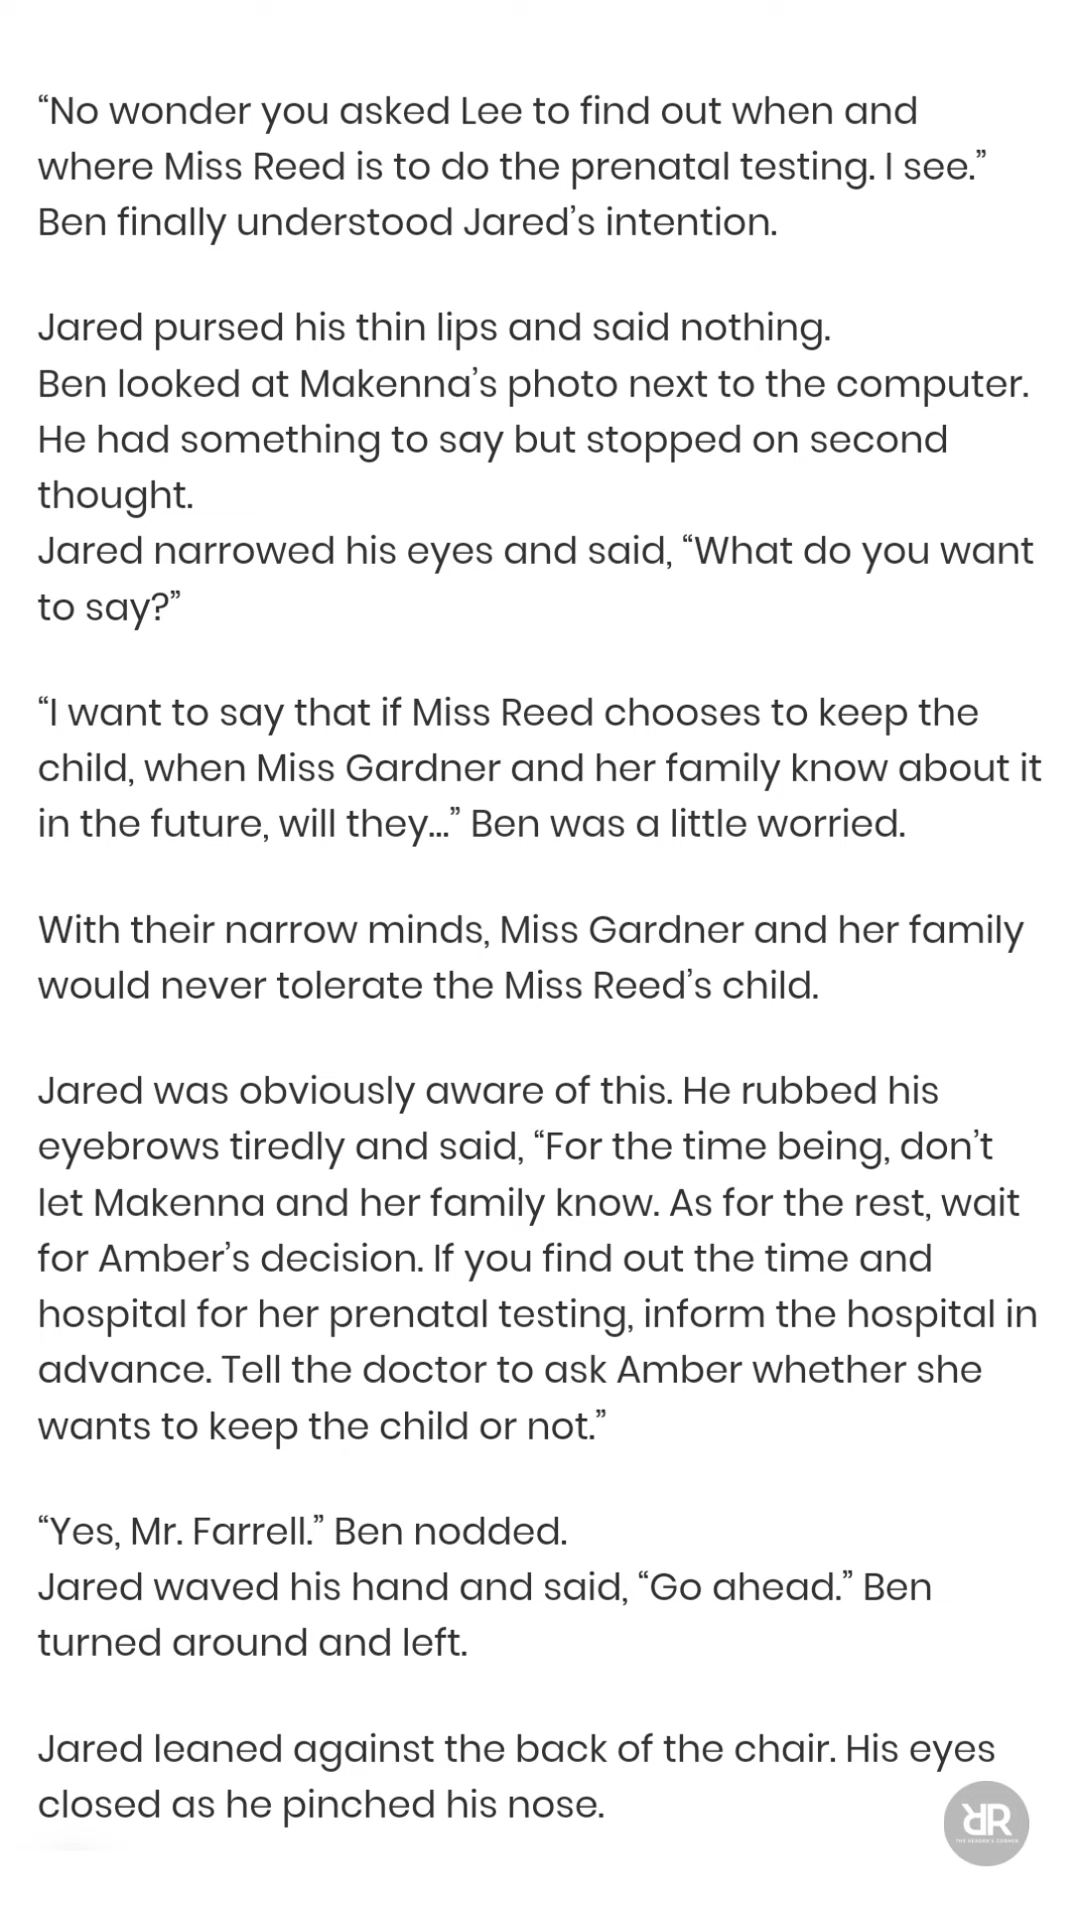 “No wonder you asked Lee to find out when and
where Miss Reed is to do the prenatal testing. I see.”
Ben finally understood Jared’s intention.
Jared pursed his thin lips and said nothing.
Ben looked at Makenna’s photo next to the computer.
He had something to say but stopped on second
thought.
Jared narrowed his eyes and said, “What do you want
to say?”
“I want to say that if Miss Reed chooses to keep the
child, when Miss Gardner and her family know about it
in the future, will they...” Ben was a little worried.
With their narrow minds, Miss Gardner and her family
would never tolerate the Miss Reed’s child.
Jared was obviously aware of this. He rubbed his
eyebrows tiredly and said, “For the time being, don’t
let Makenna and her family know. As for the rest, wait
for Amber’s decision. If you find out the time and
hospital for her prenatal testing, inform the hospital in
advance. Tell the doctor to ask Amber whether she
wants to keep the child or not.”
“Yes, Mr. Farrell.” Ben nodded.
Jared waved his hand and said, “Go ahead.” Ben
turned around and left.
Jared leaned against the back of the chair. His eyes
closed as he pinched his nose.
RR
THE READER'S CORNER